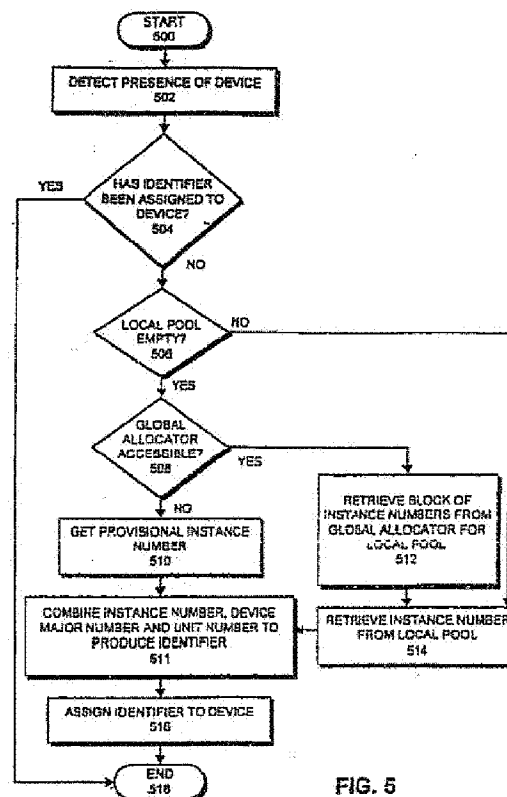 START
500
DETECT PRESENCE OF DEVICE
502
YES
HAS IDENTIFIER
BEEN ASSIGNED TO
DEVICE?
504
NO
LOCAL POOL
EMPTY?
506
NO
YES
GLOBAL
ALLOCATOR
ACCESSIBLE?
508
YES
NO
GET PROVISIONAL INSTANCE
NUMBER
510
RETRIEVE BLOCK OF
INSTANCE NUMBERS FROM
GLOBAL ALLOCATOR FOR
LOCAL POOL
512
COMBINE INSTANCE NUMBER, DEVICE
MAJOR NUMBER AND UNIT NUMBER TO
PRODUCE IDENTIFIER
511
RETRIEVE INSTANCE NUMBER
FROM LOCAL POOL
514
ASSIGN IDENTIFIER TO DEVICE
516
END
518
FIG. 5